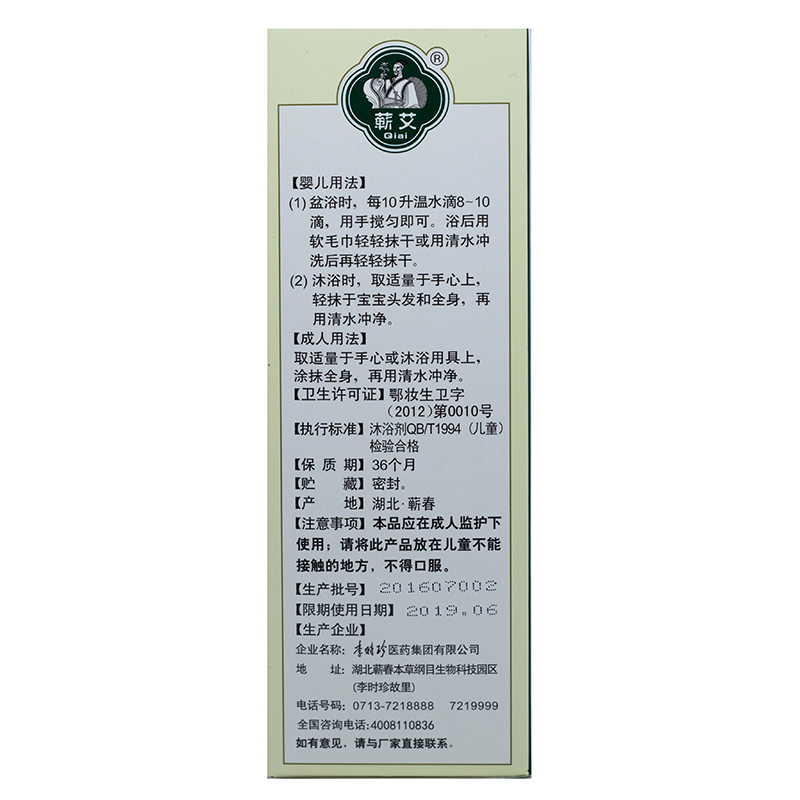 ®
蕲艾
Qiai
【婴儿用法】
(1) 盆浴时，每10升温水滴8~10
滴，用手搅匀即可。浴后用
软毛巾轻轻抹干或用清水冲
洗后再轻轻抹干。
(2) 沐浴时，取适量于手心上，
轻抹于宝宝头发和全身，再
用清水冲净。
【成人用法】
取适量于手心或沐浴用具上，
涂抹全身，再用清水冲净。
【卫生许可证】鄂妆生卫字
(2012)第0010号
【执行标准】沐浴剂QB/T1994（儿童）
检验合格
【保 质 期】36个月
【贮 藏】密封。
【产 地】湖北·蕲春
【注意事项】本品应在成人监护下
使用；请将此产品放在儿童不能
接触的地方，不得口服。
【生产批号】201607002
【限期使用日期】2019.06
【生产企业】
企业名称：李时珍医药集团有限公司
地 址：湖北蕲春本草纲目生物科技园区
(李时珍故里)
电话号码：0713-7218888 7219999
全国咨询电话:4008110836
如有意见，请与厂家直接联系。